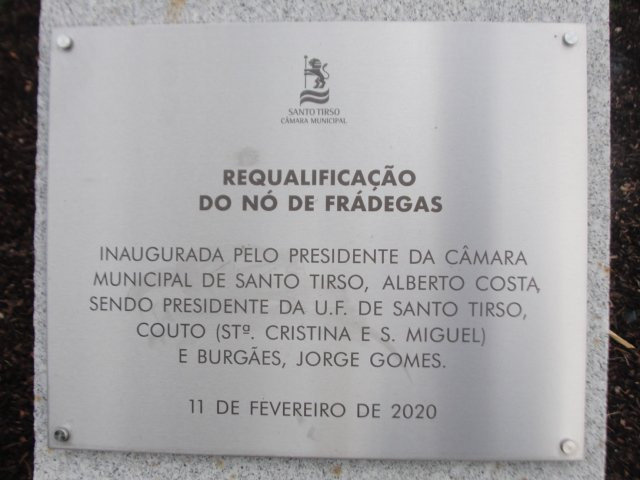 SANTO TIRSO
CÂMARA MUNICIPAL
REQUALIFICAÇÃO
DO NÓ DE FRÁDEGAS
INAUGURADA PELO PRESIDENTE DA CÂMARA
MUNICIPAL DE SANTO TIRSO, ALBERTO COSTA,
SENDO PRESIDENTE DA U.F. DE SANTO TIRSO,
COUTO (STº. CRISTINA E S. MIGUEL)
E BURGÃES, JORGE GOMES.
11 DE FEVEREIRO DE 2020